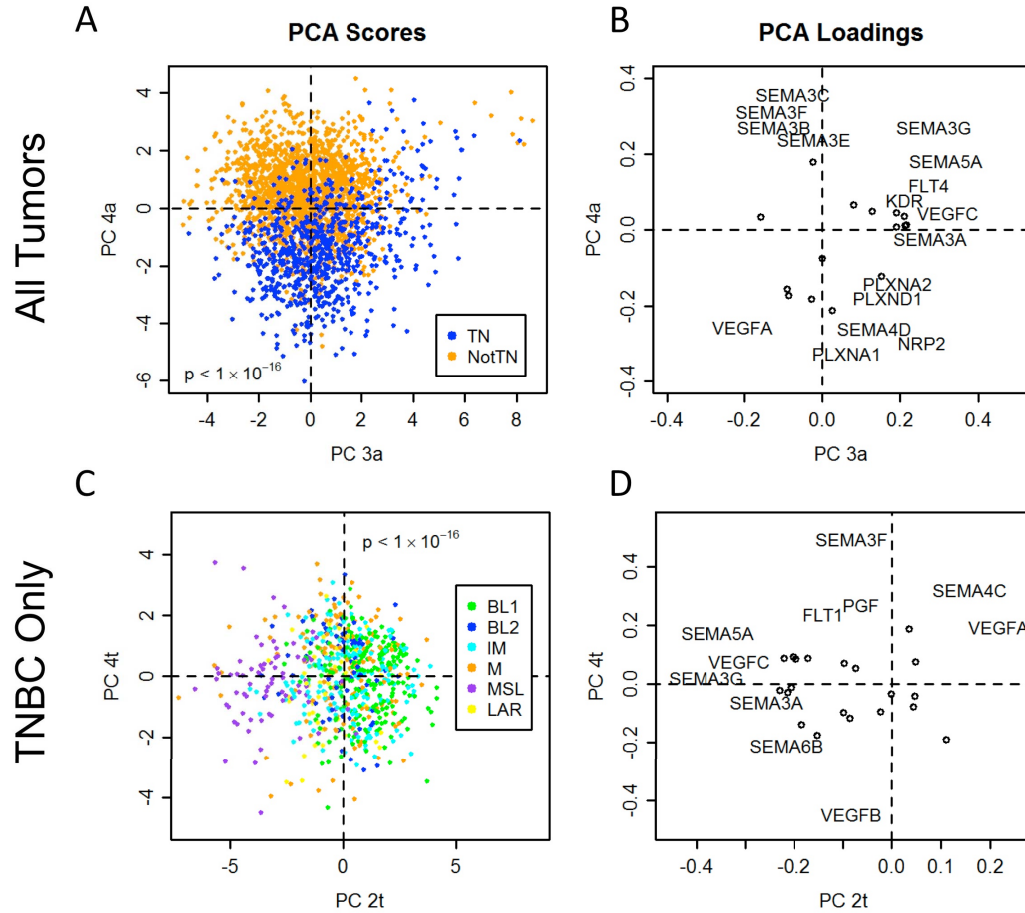 A
PCA Scores
B
PCA Loadings
All Tumors
PC 4a
4
2
0
-2
-4
-6
p < 1 × 10⁻¹⁶
TN
NotTN
-4 -2 0 2 4 6 8
PC 3a
PC 4a
0.4
0.2
0.0
-0.2
-0.4
SEMA3C
SEMA3F
SEMA3B
SEMA3E
SEMA3G
SEMA5A
FLT4
KDR
VEGFC
SEMA3A
PLXNA2
PLXND1
VEGFA
SEMA4D
NRP2
PLXNA1
-0.4 -0.2 0.0 0.2 0.4
PC 3a
C
D
TNBC Only
PC 4t
4
2
0
-2
-4
p < 1 × 10⁻¹⁶
BL1
BL2
IM
M
MSL
LAR
-5 0 5
PC 2t
PC 4t
0.4
0.2
0.0
-0.2
-0.4
SEMA3F
SEMA4C
FLT1
PGF
VEGFA
SEMA5A
VEGFC
SEMA3G
SEMA3A
SEMA6B
VEGFB
-0.4 -0.2 0.0 0.1 0.2
PC 2t